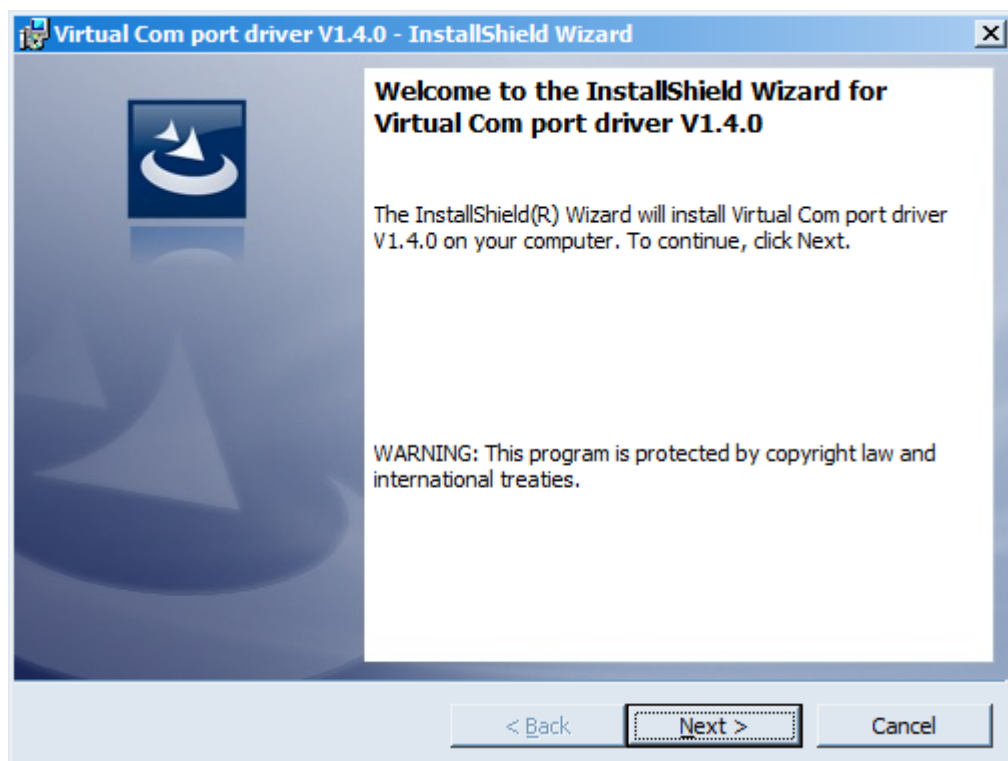 Virtual Com port driver V1.4.0 - InstallShield Wizard
Welcome to the InstallShield Wizard for
Virtual Com port driver V1.4.0
The InstallShield(R) Wizard will install Virtual Com port driver
V1.4.0 on your computer. To continue, click Next.
WARNING: This program is protected by copyright law and
international treaties.
< Back Next > Cancel